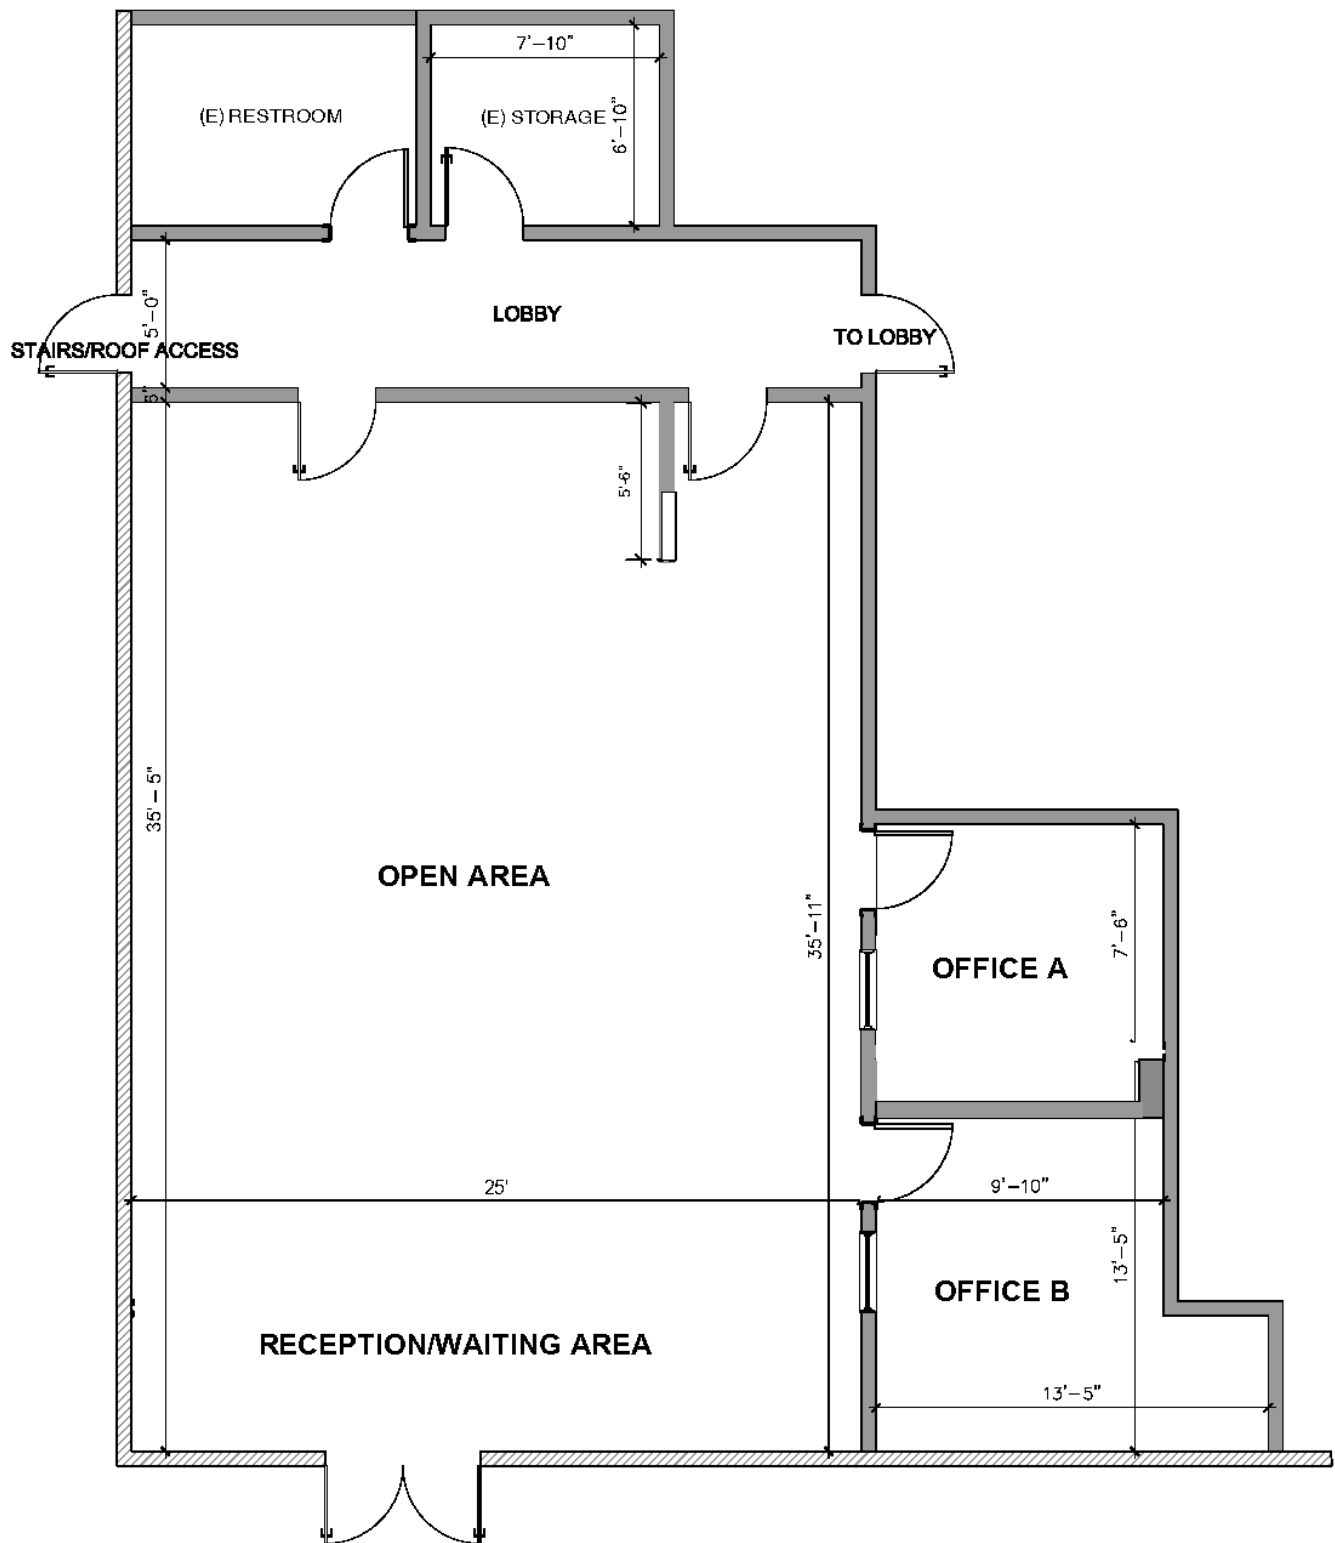 7'-10"
(E) RESTROOM
(E) STORAGE
6'-10"
5'-0"
LOBBY
TO LOBBY
STAIRS/ROOF ACCESS
5'-6"
35'-5"
OPEN AREA
35'-11"
7'-6"
OFFICE A
25'
9'-10"
13'-5"
OFFICE B
RECEPTION/WAITING AREA
13'-5"